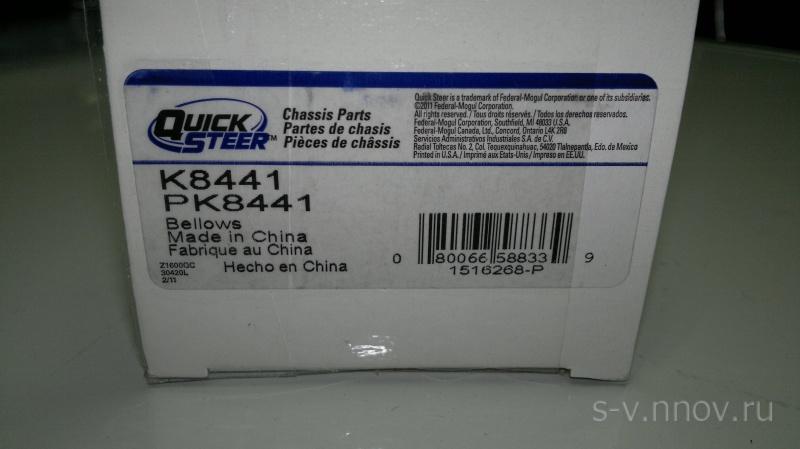 QUICK STEER™
Chassis Parts
Partes de chasis
Pièces de châssis
Quick Steer is a trademark of Federal-Mogul Corporation or one of its subsidiaries.
©2011 Federal-Mogul Corporation.
All rights reserved. / Tous droits réservés. / Todos los derechos reservados.
Federal-Mogul Corporation, Southfield, MI 48033 U.S.A.
Federal-Mogul Canada, Ltd., Concord, Ontario L4K 2R8
Servicios Administrativos Industriales S.A. de C.V.
Radial Toltecas No. 2, Col. Tequexquinahuac, 54020 Tlalnepantla, Edo. de Mexico
Printed in U.S.A. / Imprimé aux Etats-Unis / Impreso en EE.UU.
K8441
PK8441
Bellows
Made in China
Fabrique au China
Hecho en China
Z1600GC
30420L
2/11
0 80066 58833 9
1516268-P
s-v.nnov.ru